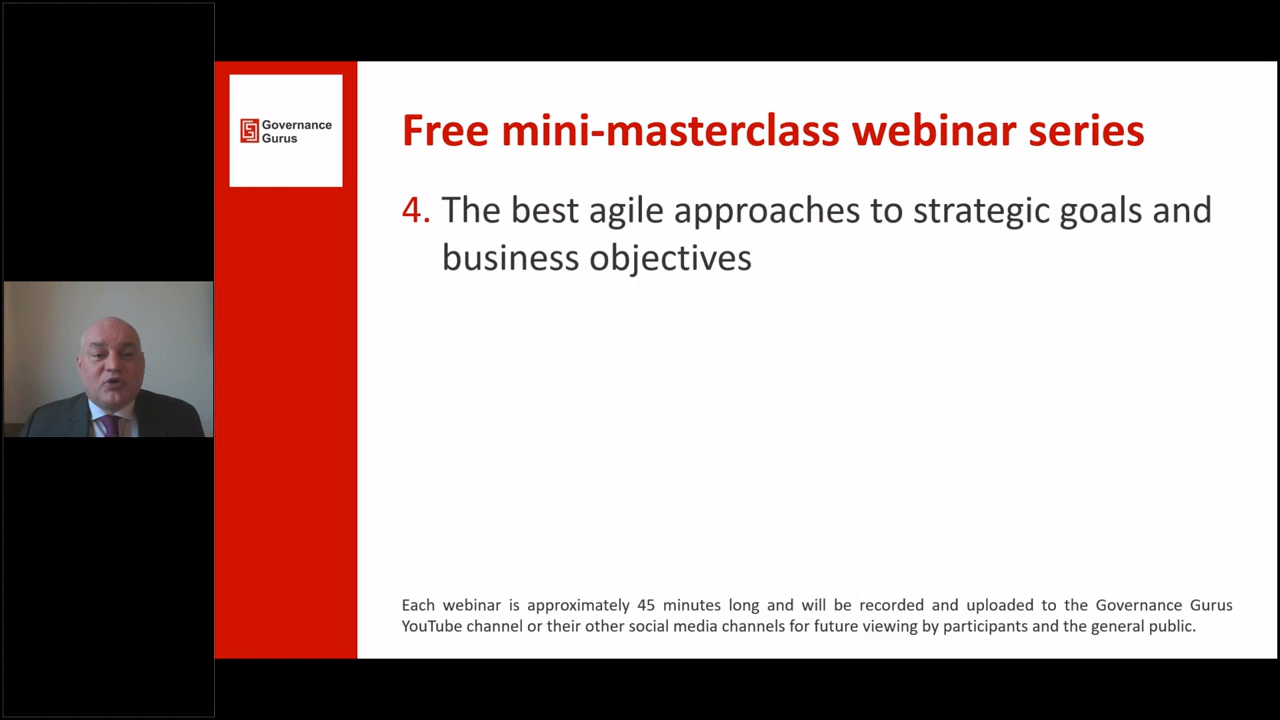 Governance
Gurus
Free mini-masterclass webinar series
4. The best agile approaches to strategic goals and
business objectives
Each webinar is approximately 45 minutes long and will be recorded and uploaded to the Governance Gurus
YouTube channel or their other social media channels for future viewing by participants and the general public.